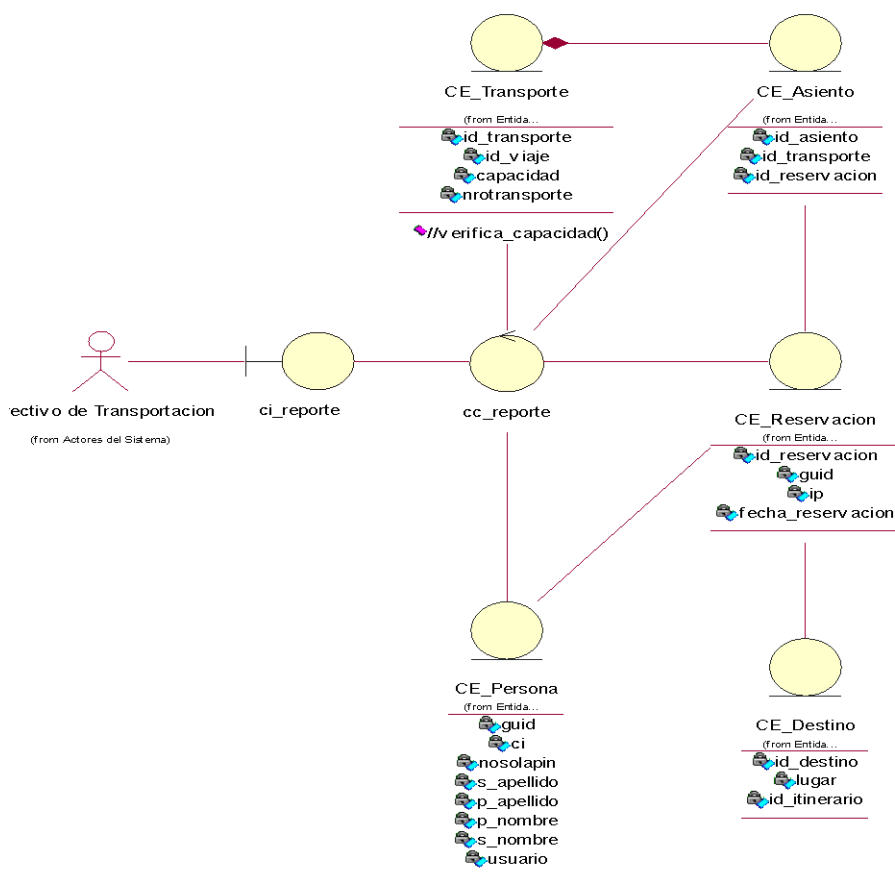 CE_Transporte
(from Entida...
id_transporte
id_viaje
capacidad
nrotransporte
//verifica_capacidad()
CE_Asiento
(from Entida...
id_asiento
id_transporte
id_reservacion
rectivo de Transportacion
(from Actores del Sistema)
ci_reporte
cc_reporte
CE_Reservacion
(from Entida...
id_reservacion
guid
ip
fecha_reservacion
CE_Persona
(from Entida...
guid
ci
nosolapin
s_apellido
p_apellido
p_nombre
s_nombre
usuario
CE_Destino
(from Entida...
id_destino
lugar
id_itinerario